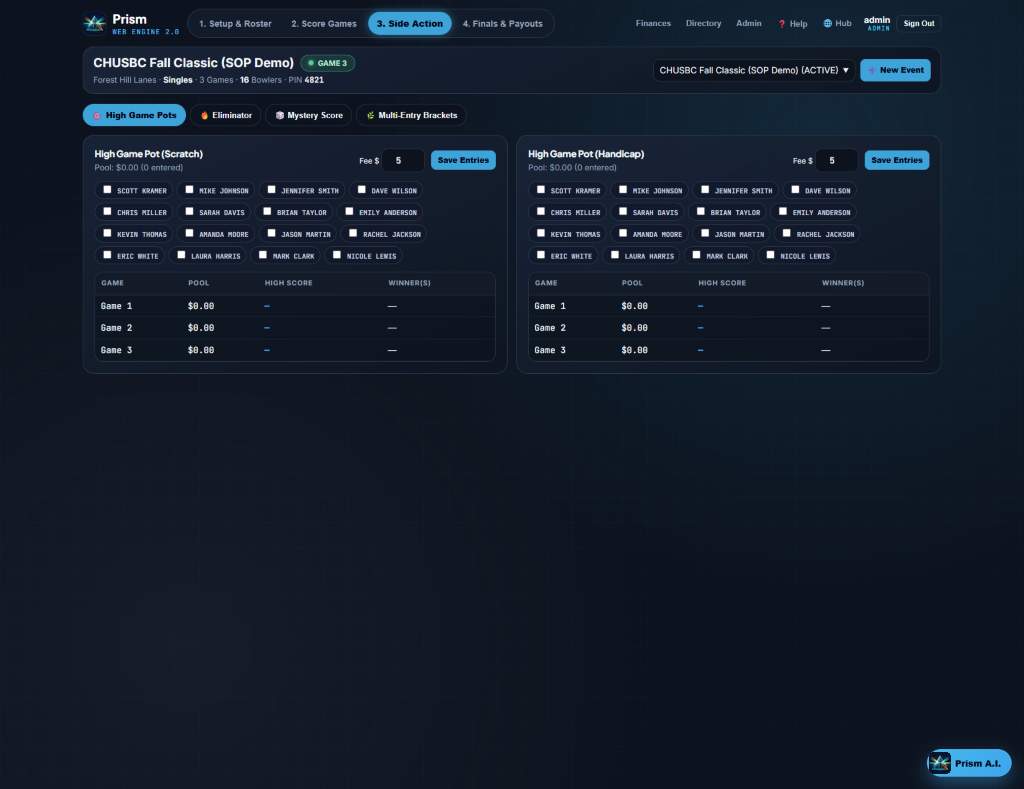 Prism
WEB ENGINE 2.0
1. Setup & Roster
2. Score Games
3. Side Action
4. Finals & Payouts
Finances
Directory
Admin
❓ Help
🌐 Hub
admin
ADMIN
Sign Out
CHUSBC Fall Classic (SOP Demo)
GAME 3
Forest Hill Lanes · Singles · 3 Games · 16 Bowlers · PIN 4821
CHUSBC Fall Classic (SOP Demo) (ACTIVE) ▼
➕ New Event
🎯 High Game Pots
🔥 Eliminator
🎲 Mystery Score
🌿 Multi-Entry Brackets
High Game Pot (Scratch)
Pool: $0.00 (0 entered)
Fee $ 5
Save Entries
SCOTT KRAMER MIKE JOHNSON JENNIFER SMITH DAVE WILSON
CHRIS MILLER SARAH DAVIS BRIAN TAYLOR EMILY ANDERSON
KEVIN THOMAS AMANDA MOORE JASON MARTIN RACHEL JACKSON
ERIC WHITE LAURA HARRIS MARK CLARK NICOLE LEWIS
GAME POOL HIGH SCORE WINNER(S)
Game 1 $0.00 — —
Game 2 $0.00 — —
Game 3 $0.00 — —
High Game Pot (Handicap)
Pool: $0.00 (0 entered)
Fee $ 5
Save Entries
SCOTT KRAMER MIKE JOHNSON JENNIFER SMITH DAVE WILSON
CHRIS MILLER SARAH DAVIS BRIAN TAYLOR EMILY ANDERSON
KEVIN THOMAS AMANDA MOORE JASON MARTIN RACHEL JACKSON
ERIC WHITE LAURA HARRIS MARK CLARK NICOLE LEWIS
GAME POOL HIGH SCORE WINNER(S)
Game 1 $0.00 — —
Game 2 $0.00 — —
Game 3 $0.00 — —
Prism A.I.